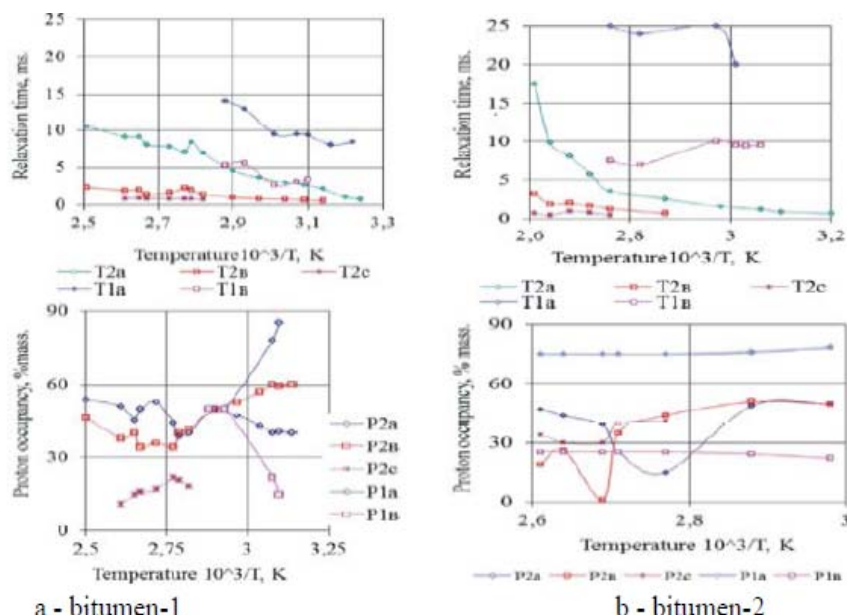 25
20
15
10
5
0
Relaxation time, ms.
2,5 2,7 2,9 3,1 3,3
Temperature 10^3/T, K
T2a T2в T2c
T1a T1в
25
20
15
10
5
0
Relaxation time, ms.
2,6 2,8 3 3,2
Temperature 10^3/T, K
T2a T2в T2c
T1a T1в
90
60
30
0
Proton occupancy, %mass.
2,5 2,75 3 3,25
Temperature 10^3/T, K
P2a
P2в
P2c
P1a
P1в
90
60
30
0
Proton occupancy, % mass.
2,6 2,8 3
Temperature 10^3/T, K
P2a P2в P2c P1a P1в
a - bitumen-1
b - bitumen-2